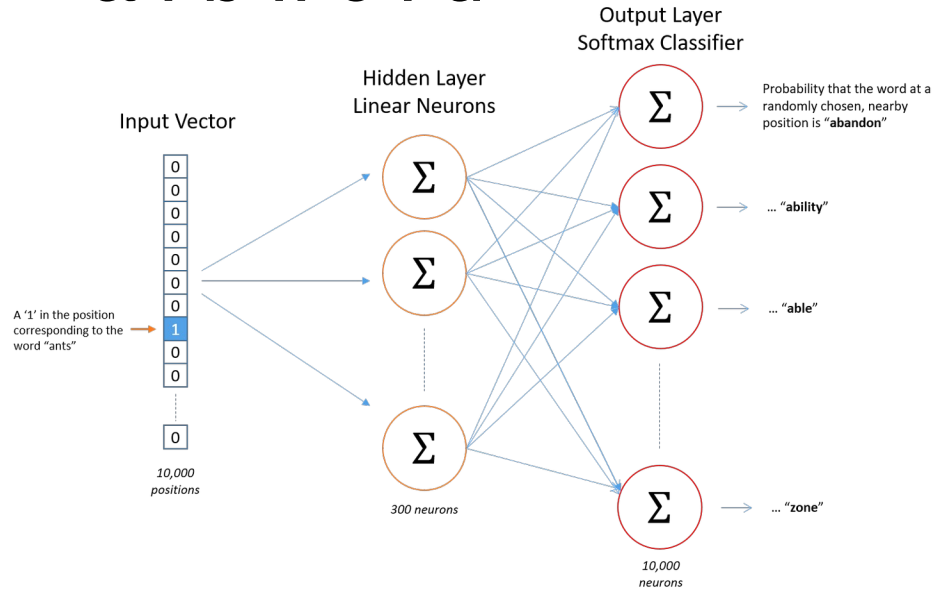 Output Layer
Softmax Classifier
Hidden Layer
Linear Neurons
Input Vector
0
0
0
0
0
0
0
1
0
0
0
A ‘1’ in the position
corresponding to the
word “ants”
10,000
positions
Σ
Σ
Σ
300 neurons
Σ
Σ
Σ
Σ
10,000
neurons
Probability that the word at a
randomly chosen, nearby
position is “abandon”
... “ability”
... “able”
... “zone”